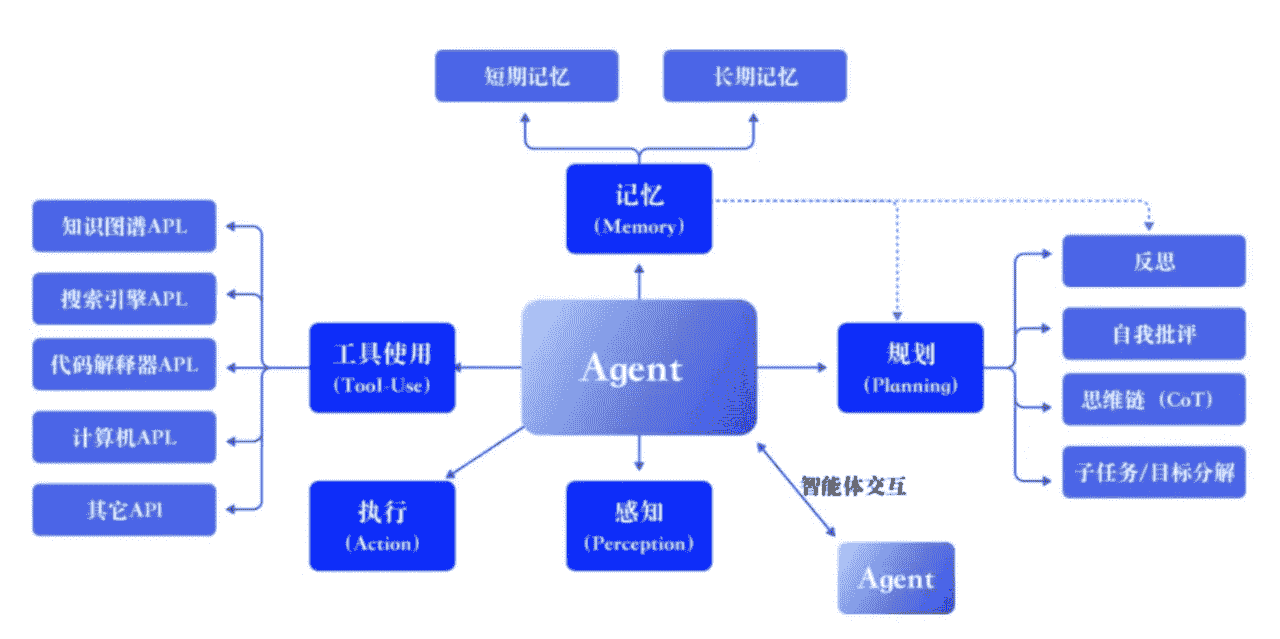 短期记忆
长期记忆
记忆
(Memory)
知识图谱APL
搜索引擎APL
代码解释器APL
计算机APL
其它API
工具使用
(Tool-Use)
Agent
规划
(Planning)
反思
自我批评
思维链（CoT）
子任务/目标分解
执行
(Action)
感知
(Perception)
智能体交互
Agent